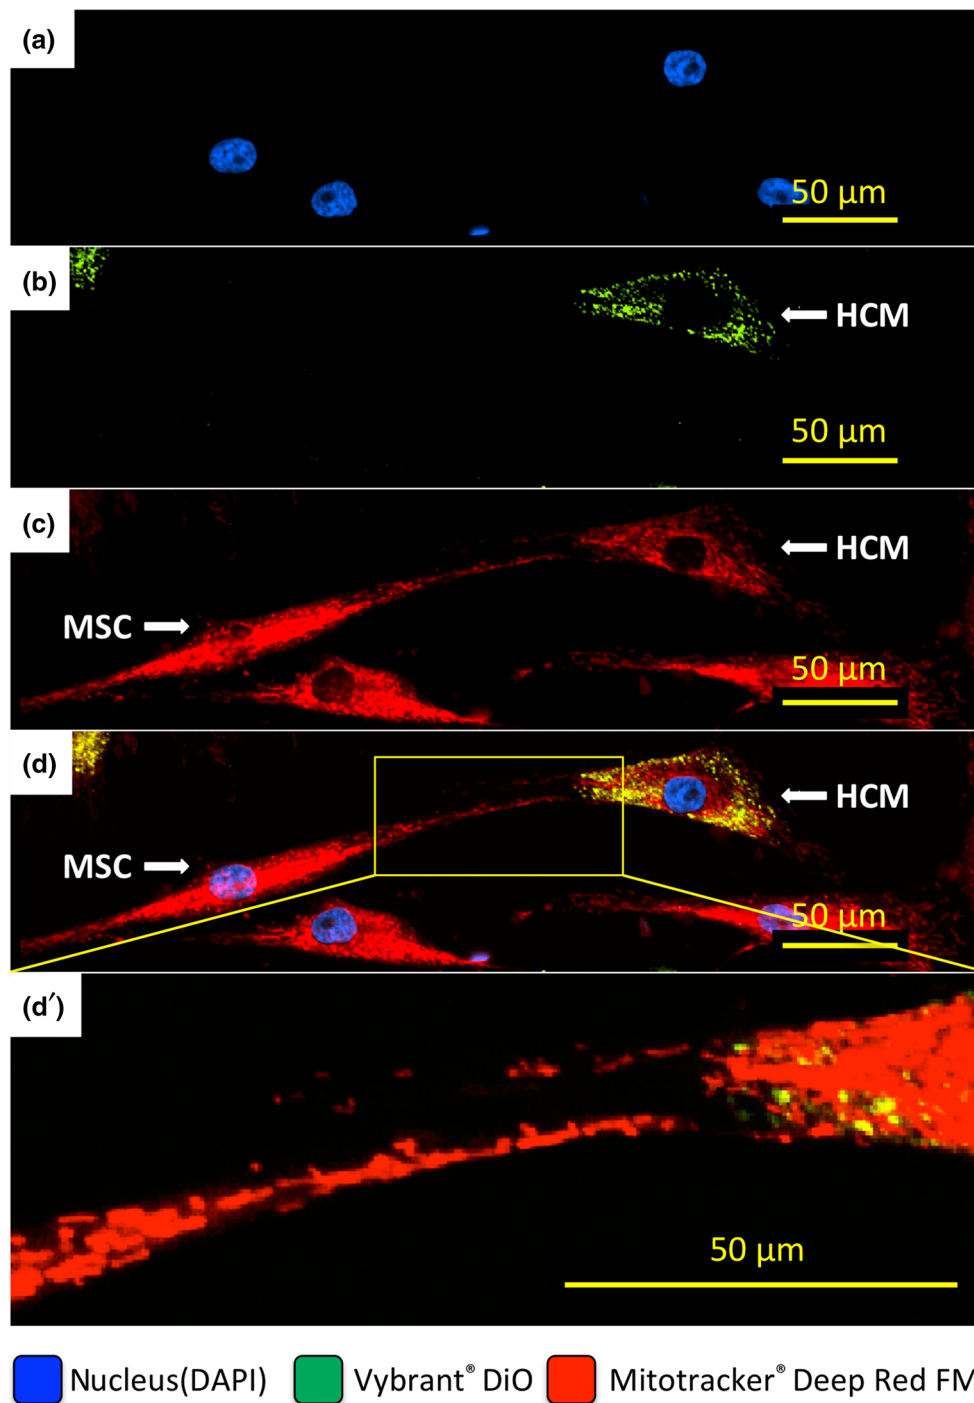 (a)
50 µm
(b)
HCM
50 µm
(c)
HCM
MSC
50 µm
(d)
HCM
MSC
50 µm
(d′)
50 µm
Nucleus(DAPI) Vybrant® DiO Mitotracker® Deep Red FM